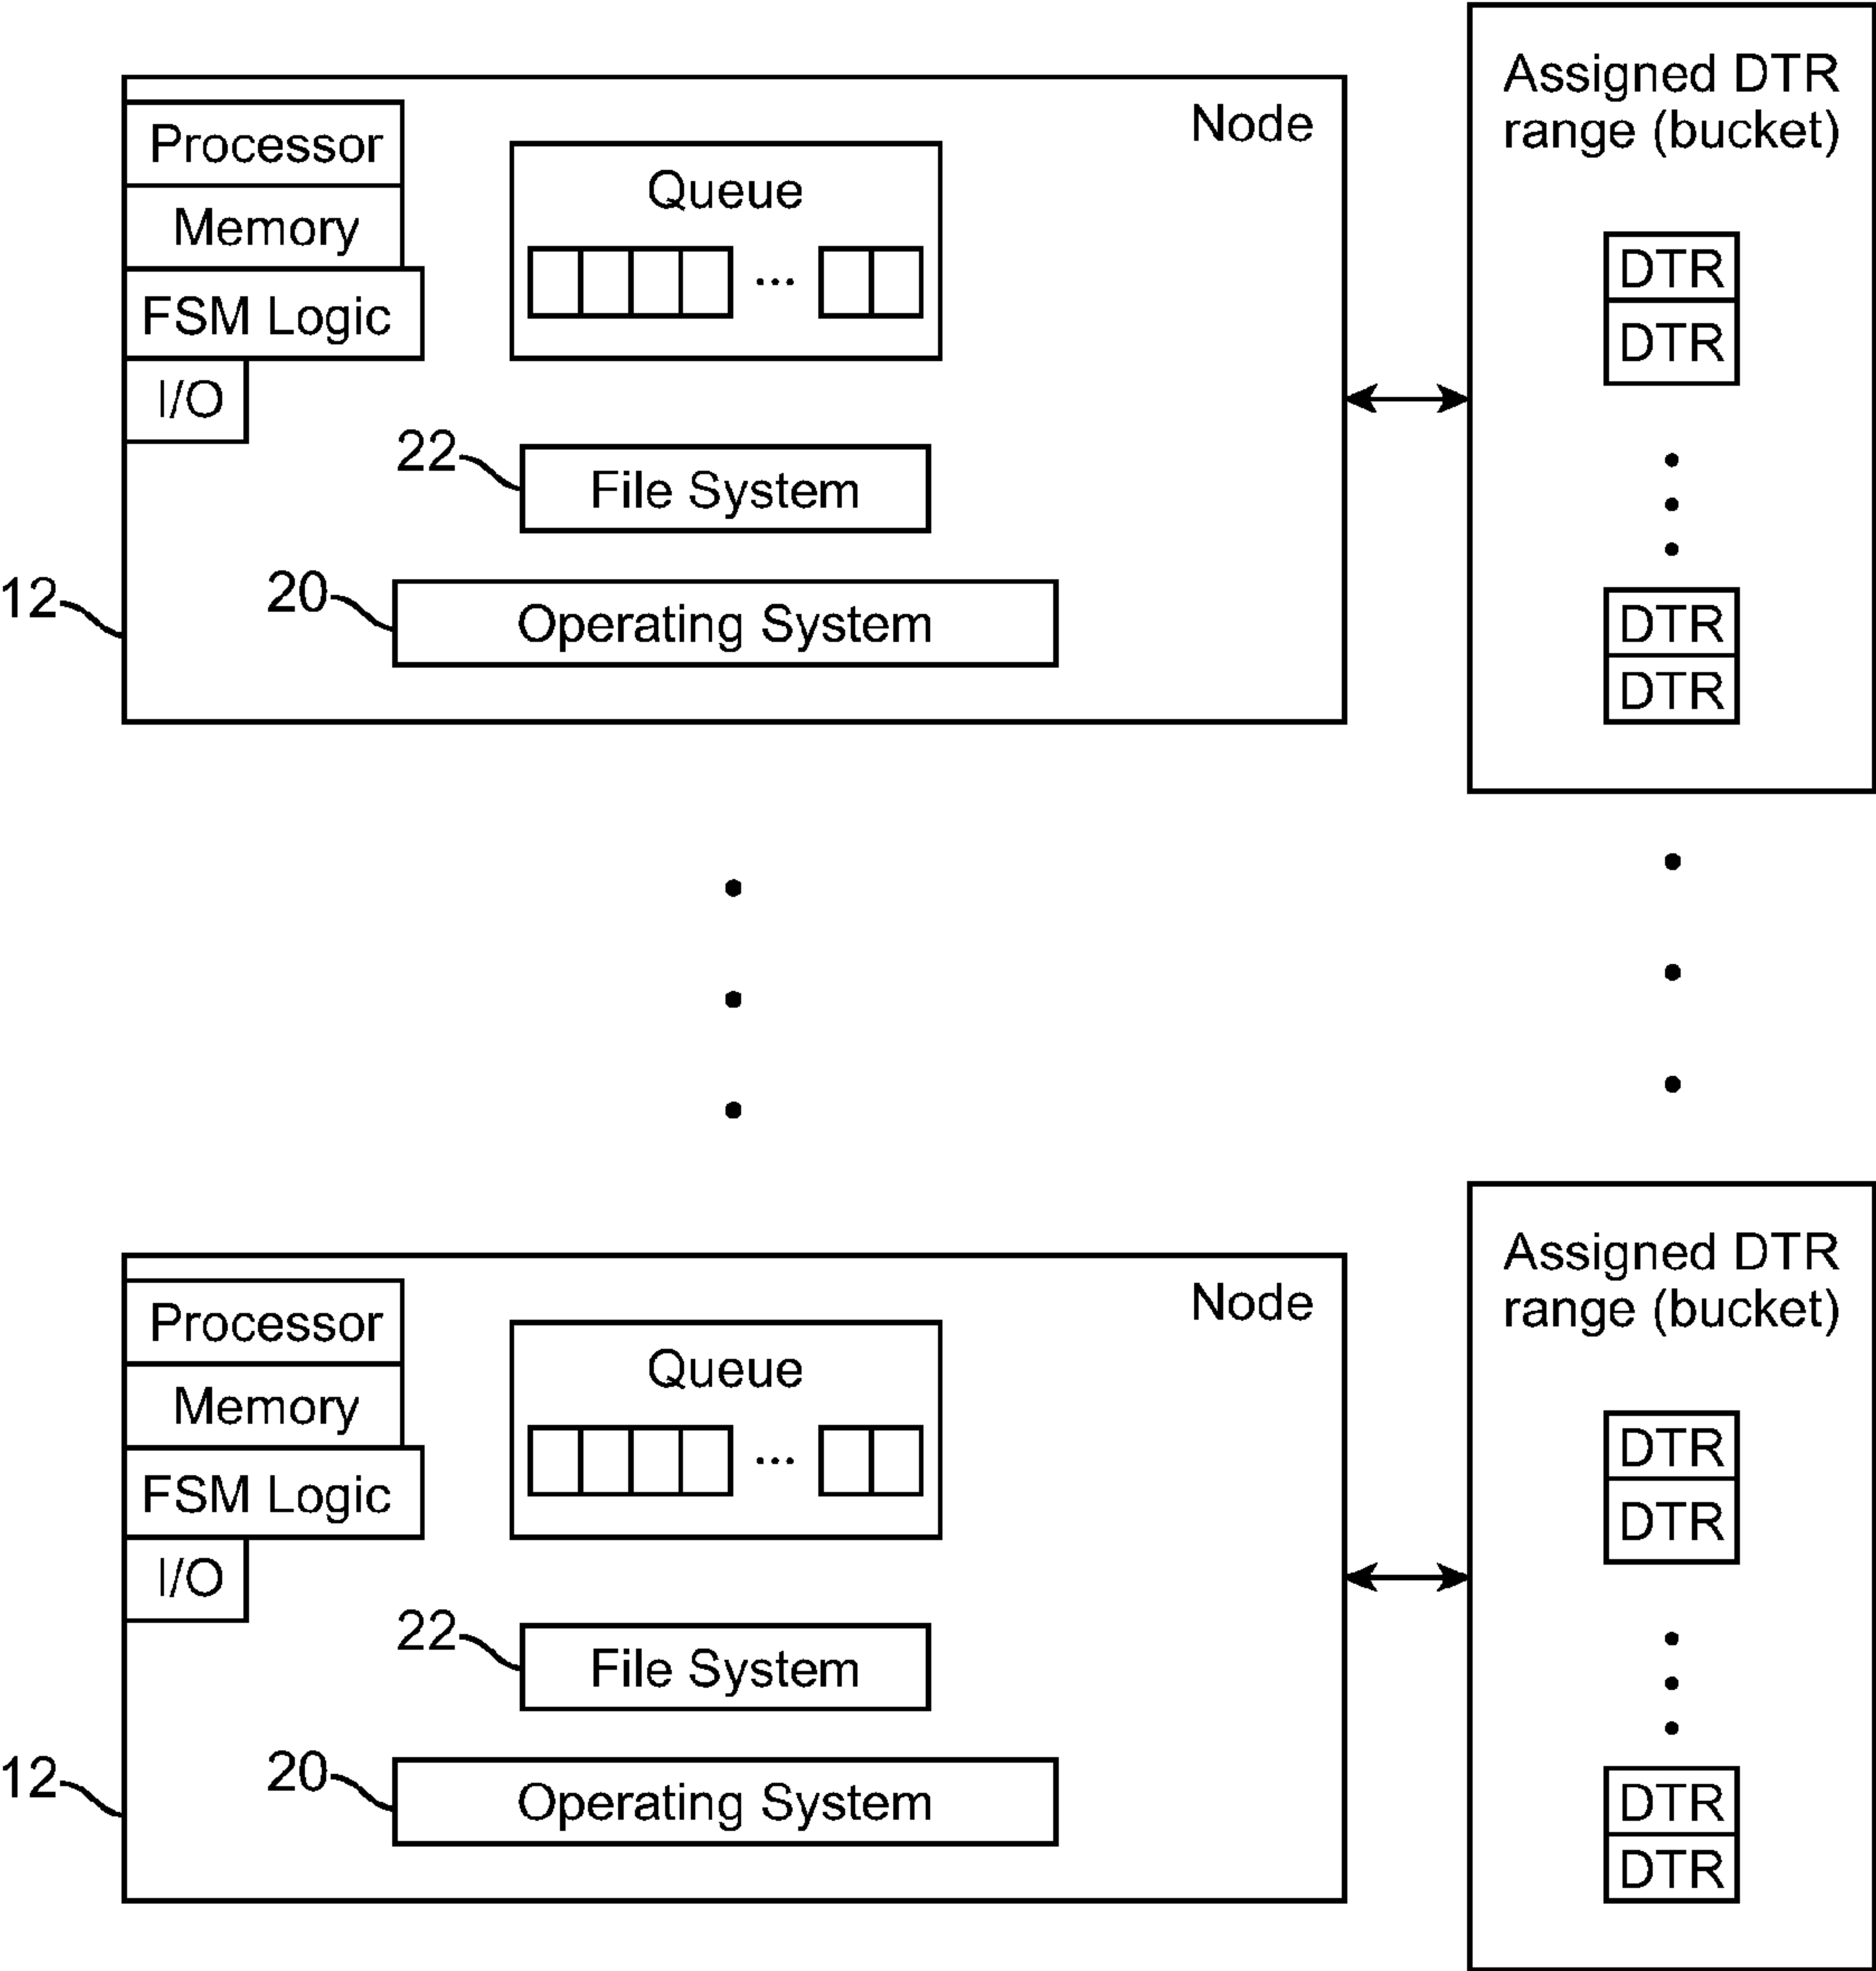 Node
Processor
Memory
FSM Logic
I/O
Queue
...
22
File System
12
20
Operating System
Assigned DTR
range (bucket)
DTR
DTR
DTR
DTR
Node
Processor
Memory
FSM Logic
I/O
Queue
...
22
File System
12
20
Operating System
Assigned DTR
range (bucket)
DTR
DTR
DTR
DTR